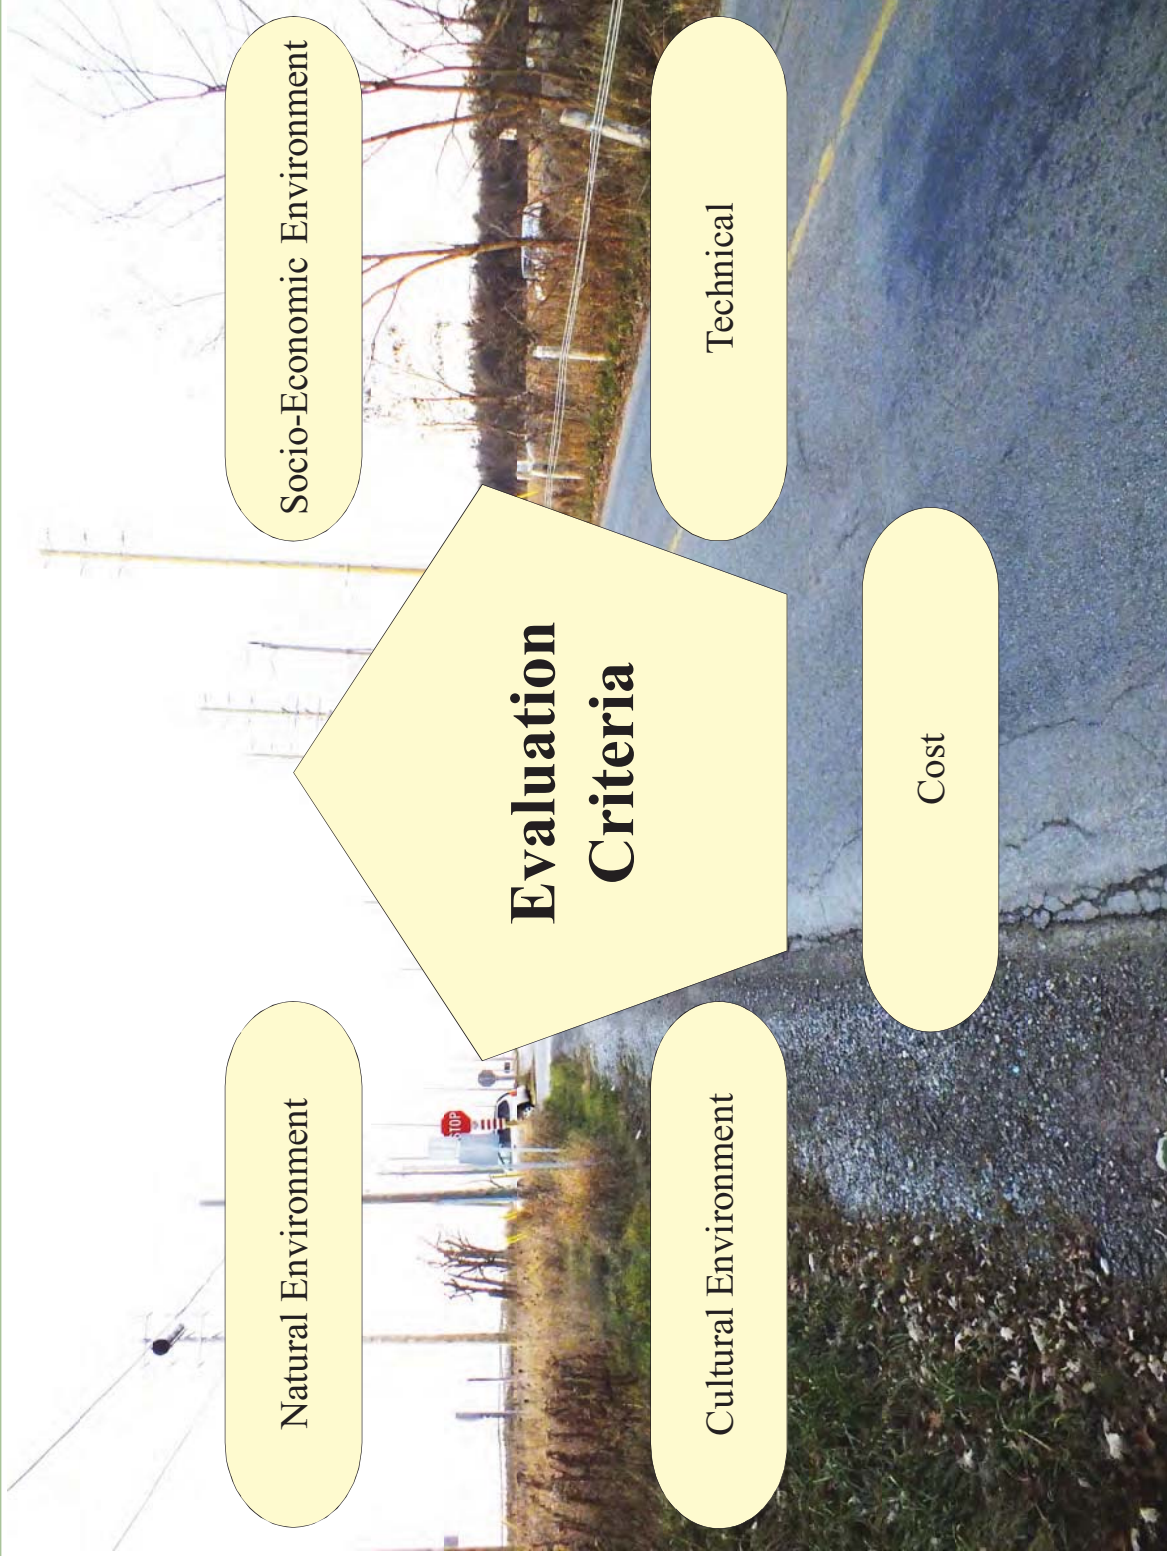 Natural Environment
Socio-Economic Environment
Evaluation
Criteria
Cultural Environment
Technical
Cost
STOP